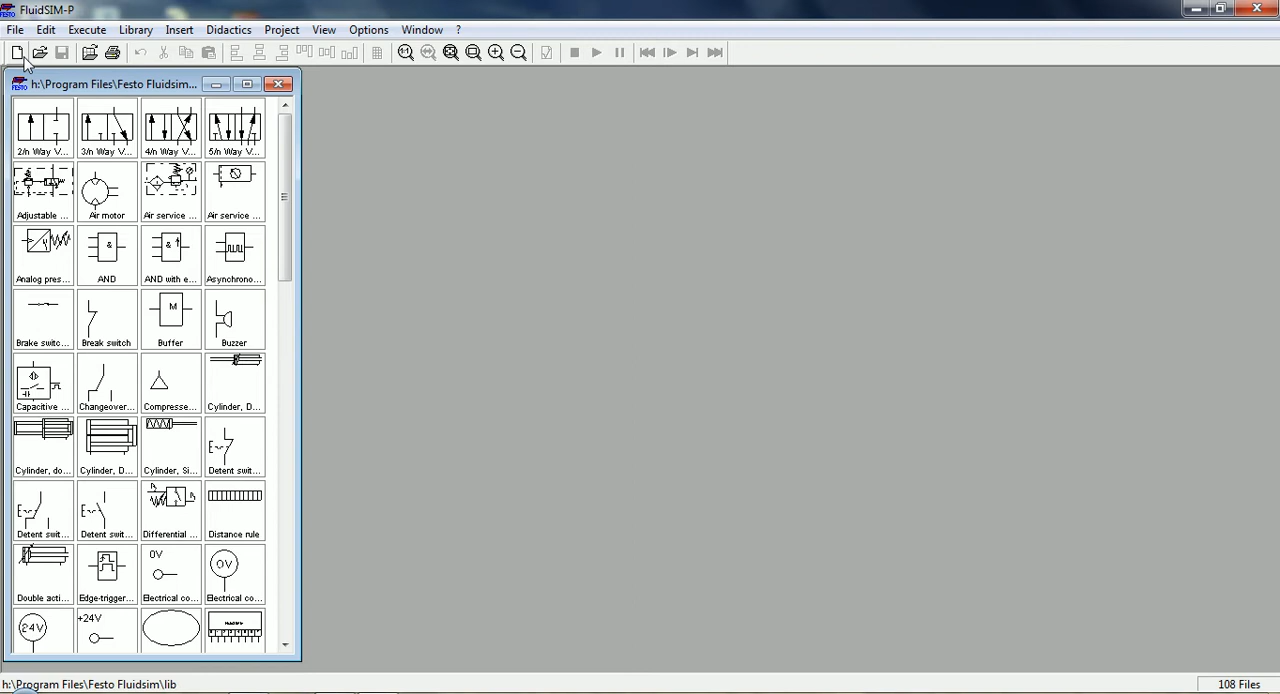 FluidSIM-P
File Edit Execute Library Insert Didactics Project View Options Window ?
h:\Program Files\Festo Fluidsim...
2/n Way V... 3/n Way V... 4/n Way V... 5/n Way V...
Adjustable ... Air motor Air service ... Air service ...
& &
Analog pres... AND AND with e... Asynchrono...
M
Brake switc... Break switch Buffer Buzzer
Capacitive ... Changeover... Compresse... Cylinder, D...
Cylinder, do... Cylinder, D... Cylinder, Si... Detent swit...
Detent swit... Detent swit... Differential ... Distance rule
0V 0V
Double acti... Edge-trigger... Electrical co... Electrical co...
24V +24V
h:\Program Files\Festo Fluidsim\lib 108 Files